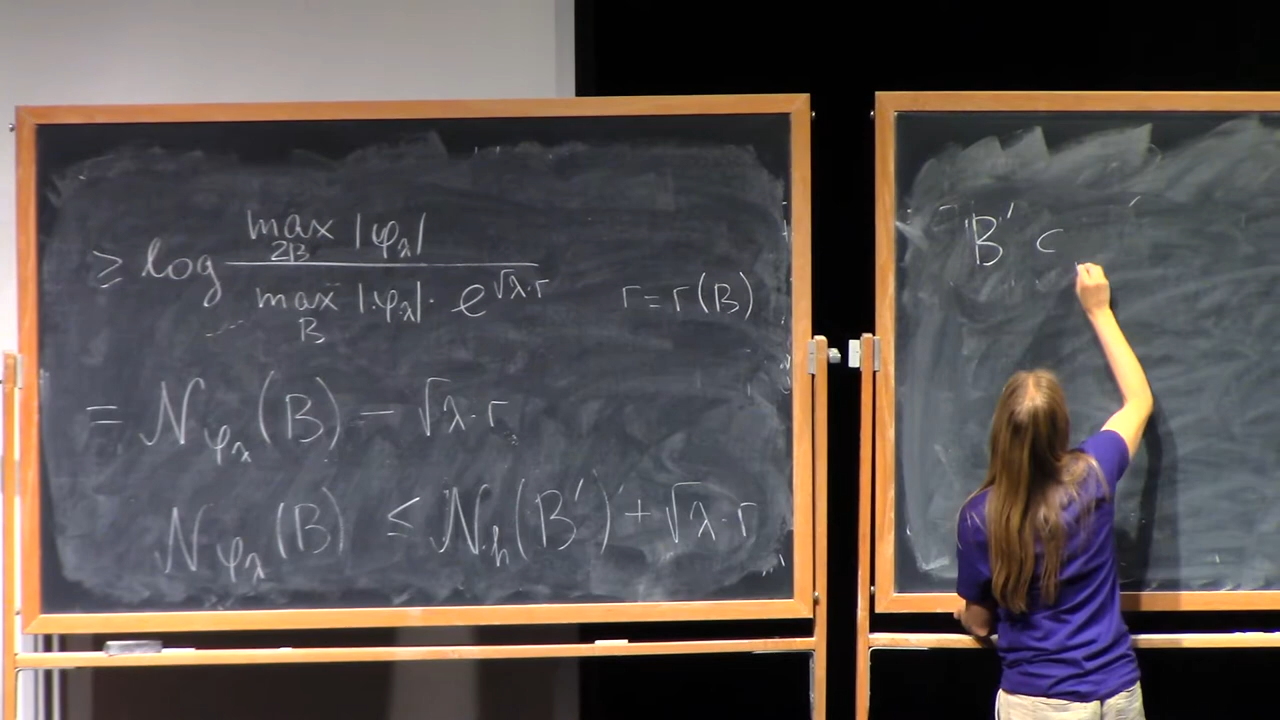 ≥ log max_{2B} |φ_λ| / max_B |φ_λ| · e^{√λ·r}    r = r(B)
= N_{φ_λ}(B) − √λ·r
N_{φ_λ}(B) ≤ N_h(B′) + √λ·r
B′ ⊂